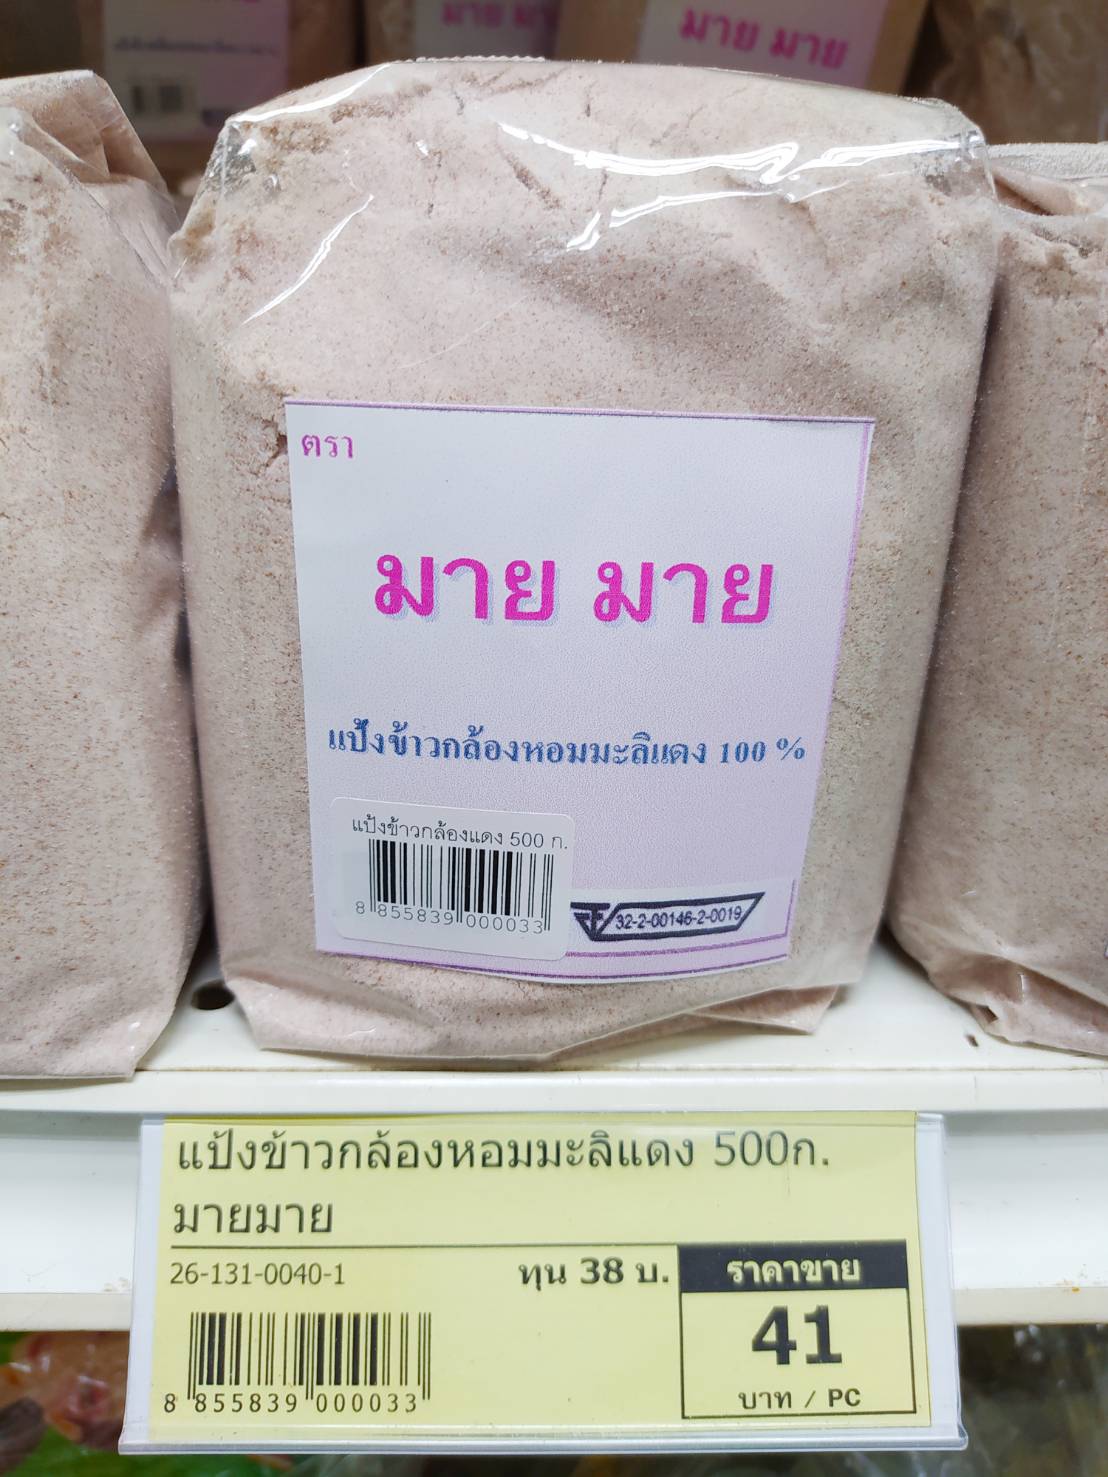 มาย มาย
ตรา
มาย มาย
แป้งข้าวกล้องหอมมะลิแดง 100 %
แป้งข้าวกล้องแดง 500 ก.
8 855839 000033
32-2-00146-2-0019
แป้งข้าวกล้องหอมมะลิแดง 500ก.
มายมาย
26-131-0040-1
ทุน 38 บ.
ราคาขาย
41
บาท / PC
8 855839 000033